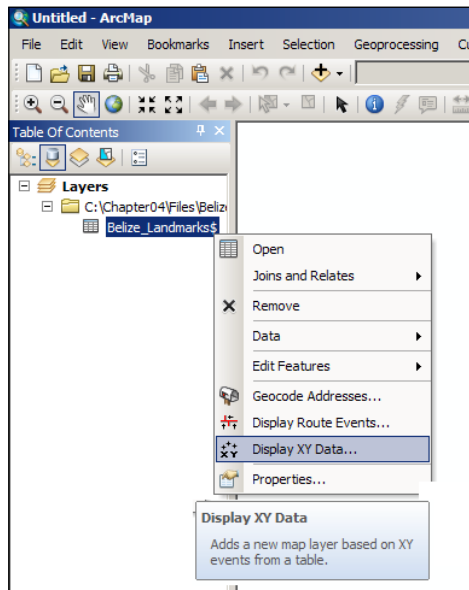 Untitled - ArcMap
File Edit View Bookmarks Insert Selection Geoprocessing Cu
Table Of Contents
Layers
C:\Chapter04\Files\Belize
Belize_Landmarks$
Open
Joins and Relates
Remove
Data
Edit Features
Geocode Addresses...
Display Route Events...
Display XY Data...
Properties...
Display XY Data
Adds a new map layer based on XY
events from a table.